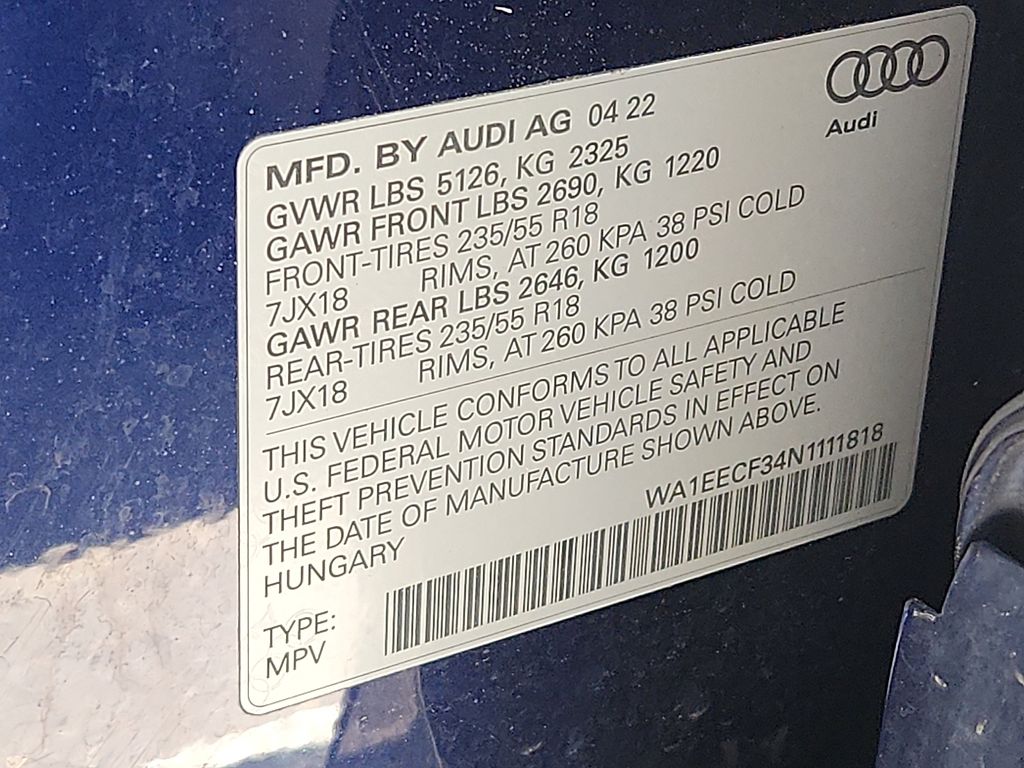 Audi
MFD. BY AUDI AG 04 22
GVWR LBS 5126, KG 2325
GAWR FRONT LBS 2690, KG 1220
FRONT-TIRES 235/55 R18
7JX18 RIMS, AT 260 KPA 38 PSI COLD
GAWR REAR LBS 2646, KG 1200
REAR-TIRES 235/55 R18
7JX18 RIMS, AT 260 KPA 38 PSI COLD
THIS VEHICLE CONFORMS TO ALL APPLICABLE
U.S. FEDERAL MOTOR VEHICLE SAFETY AND
THEFT PREVENTION STANDARDS IN EFFECT ON
THE DATE OF MANUFACTURE SHOWN ABOVE.
HUNGARY
WA1EECF34N1111818
TYPE:
MPV